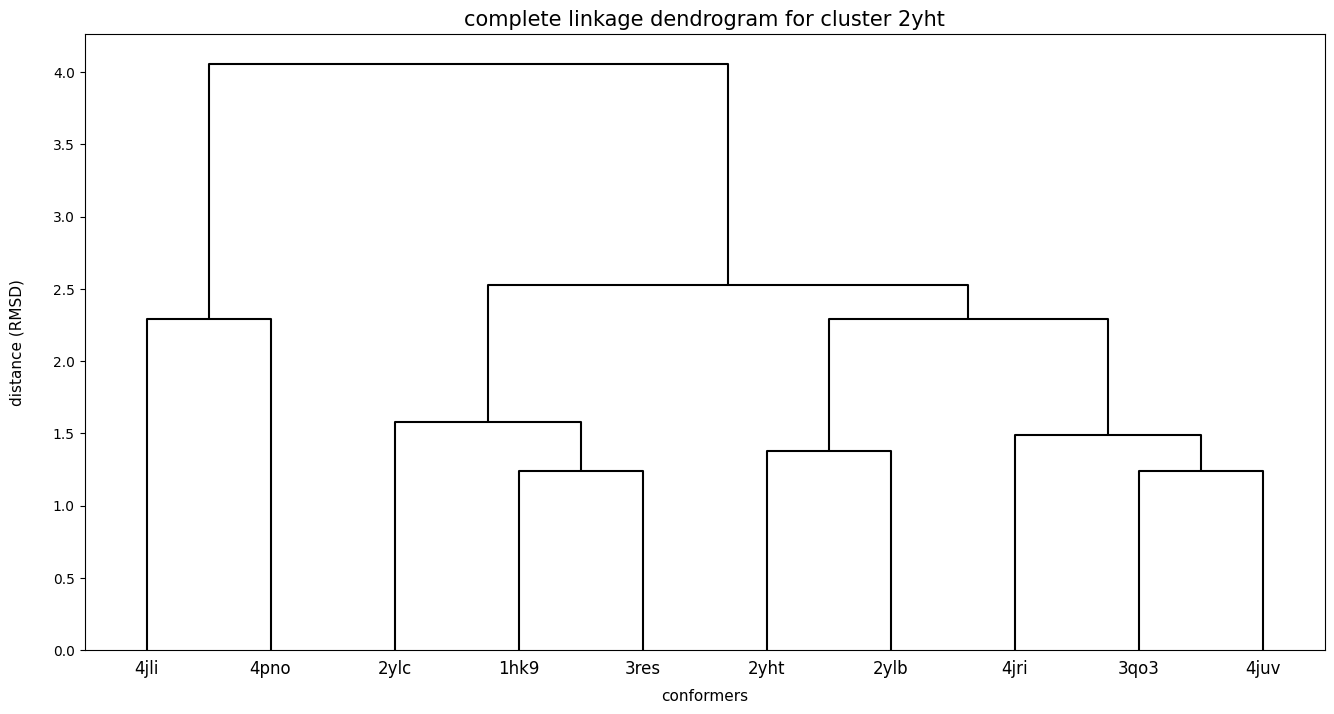 complete linkage dendrogram for cluster 2yht
4.0
3.5
3.0
2.5
2.0
1.5
1.0
0.5
0.0
distance (RMSD)
4jli 4pno 2ylc 1hk9 3res 2yht 2ylb 4jri 3qo3 4juv
conformers